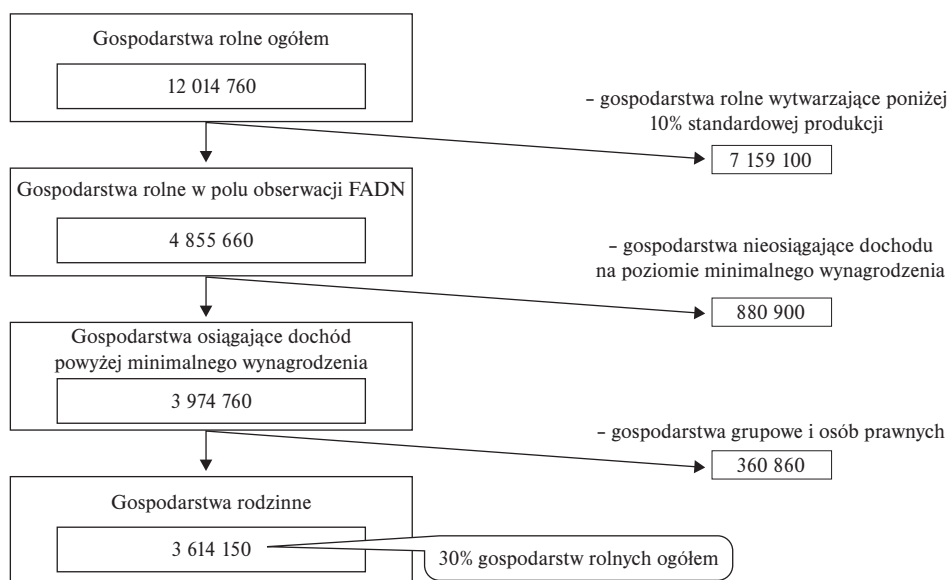 Gospodarstwa rolne ogółem
12 014 760
– gospodarstwa rolne wytwarzające poniżej
10% standardowej produkcji
7 159 100
Gospodarstwa rolne w polu obserwacji FADN
4 855 660
– gospodarstwa nieosiągające dochodu
na poziomie minimalnego wynagrodzenia
880 900
Gospodarstwa osiągające dochód
powyżej minimalnego wynagrodzenia
3 974 760
– gospodarstwa grupowe i osób prawnych
360 860
Gospodarstwa rodzinne
3 614 150
30% gospodarstw rolnych ogółem